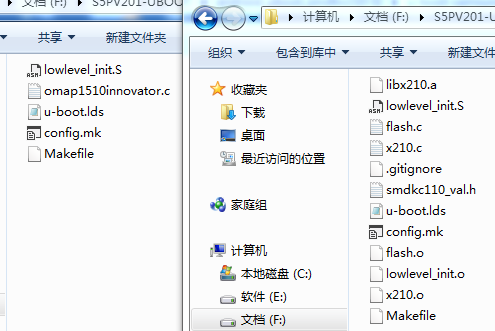 文档 (F:)
S5PV201-UBOO
共享
新建文件夹
lowlevel_init.S
omap1510innovator.c
u-boot.lds
config.mk
Makefile
计算机
文档 (F:)
S5PV201-U
组织
包含到库中
共享
新建文件
收藏夹
下载
桌面
最近访问的位置
家庭组
计算机
本地磁盘 (C:)
软件 (E:)
文档 (F:)
libx210.a
lowlevel_init.S
flash.c
x210.c
.gitignore
smdkc110_val.h
u-boot.lds
config.mk
flash.o
lowlevel_init.o
x210.o
Makefile